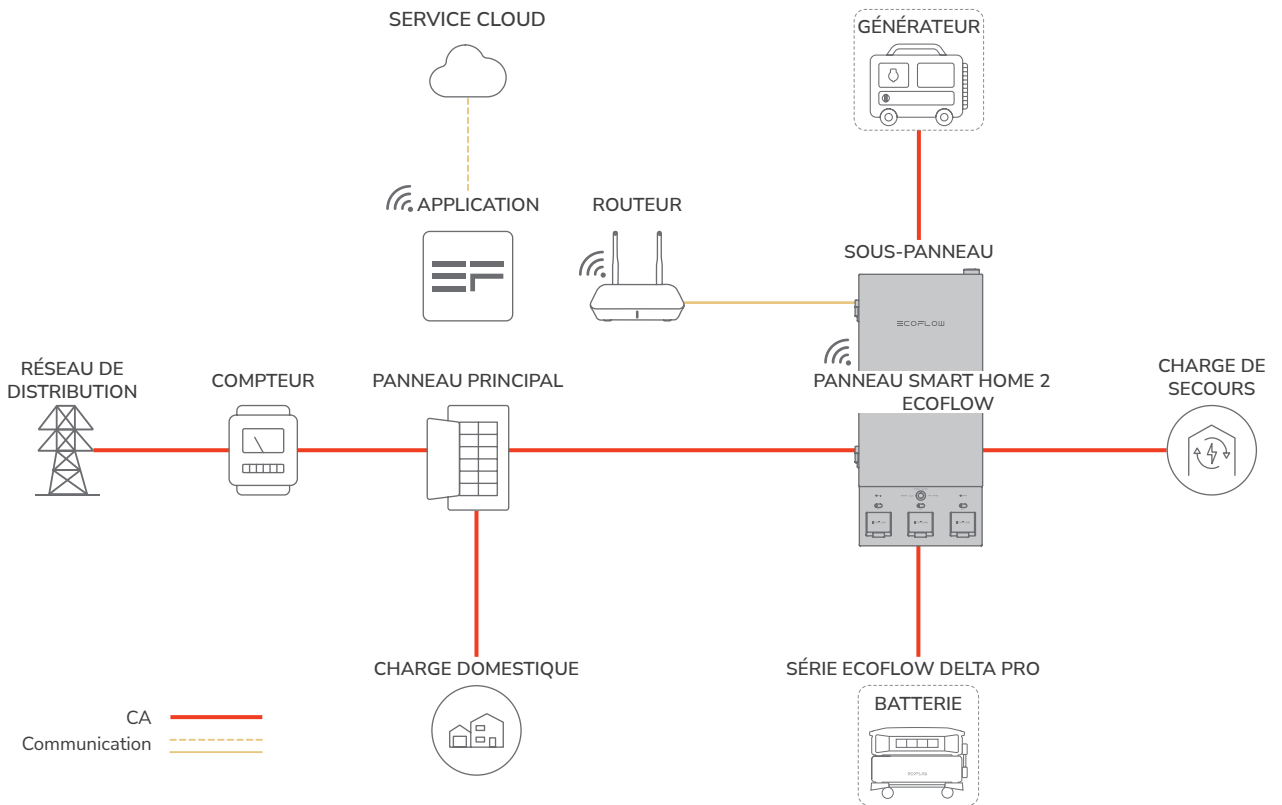 SERVICE CLOUD
GÉNÉRATEUR
APPLICATION
ROUTEUR
SOUS-PANNEAU
ECOFLOW
RÉSEAU DE
DISTRIBUTION
COMPTEUR
PANNEAU PRINCIPAL
PANNEAU SMART HOME 2
ECOFLOW
CHARGE DE
SECOURS
CHARGE DOMESTIQUE
SÉRIE ECOFLOW DELTA PRO
BATTERIE
ECOFLOW
CA
Communication